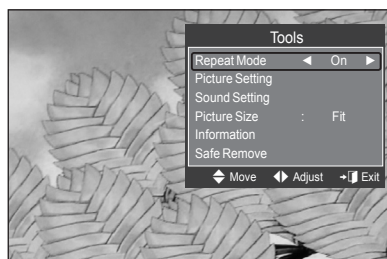 Tools
Repeat Mode ◀ On ▶
Picture Setting
Sound Setting
Picture Size : Fit
Information
Safe Remove
Move Adjust Exit